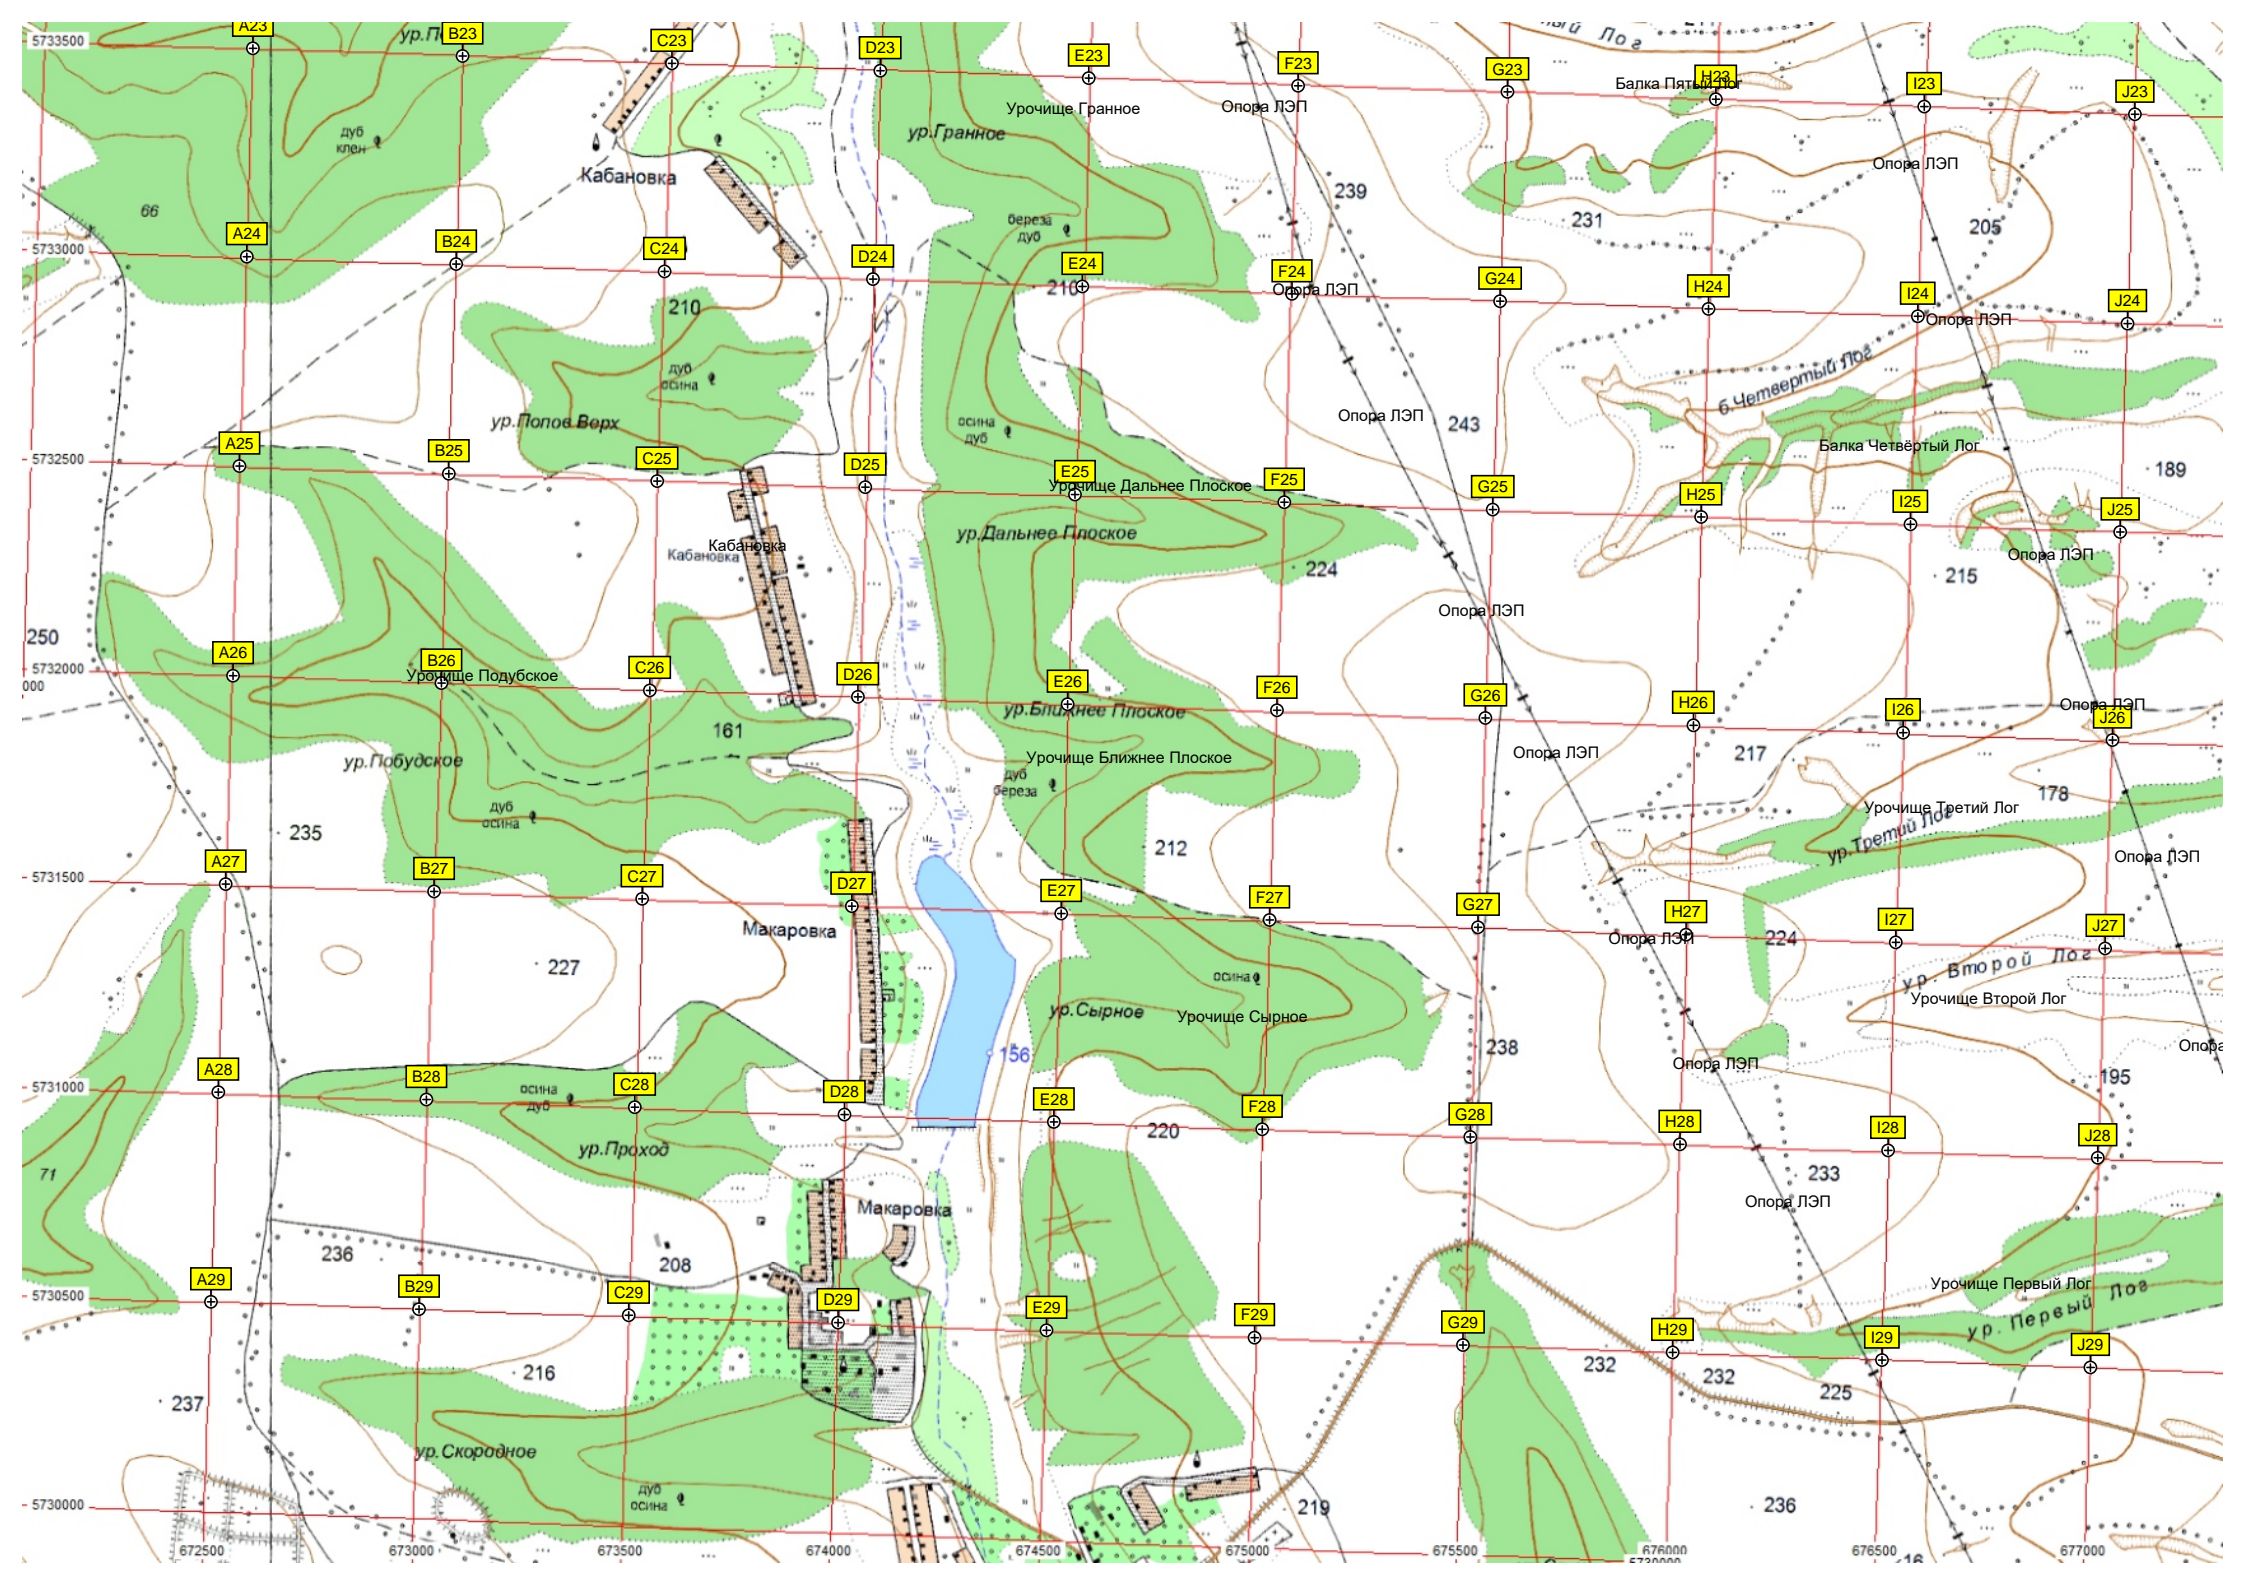 ый Лог
5733500
A23
ур.П
B23
C23
D23
E23
F23
G23
H23
I23
J23
Балка Пятый Лог
Урочище Гранное
Опора ЛЭП
ур.Гранное
дуб
клен
Кабановка
Опора ЛЭП
239
66
береза
дуб
231
205
5733000
A24
B24
C24
D24
E24
F24
G24
H24
I24
J24
210
Опора ЛЭП
210
Опора ЛЭП
дуб
осина
б.Четвертый Лог
ур.Попов Верх
осина
дуб
Опора ЛЭП
243
Балка Четвёртый Лог
5732500
A25
B25
C25
D25
E25
F25
G25
H25
I25
J25
189
Урочище Дальнее Плоское
ур.Дальнее Плоское
Кабановка
Кабановка
Опора ЛЭП
224
215
Опора ЛЭП
250
5732000
000
A26
B26
C26
D26
E26
F26
G26
H26
I26
J26
Урочище Подубское
Опора ЛЭП
ур.Ближнее Плоское
161
217
ур.Побудское
Урочище Ближнее Плоское
Опора ЛЭП
дуб
береза
178
дуб
осина
Урочище Третий Лог
235
ур.Третий Лог
212
Опора ЛЭП
5731500
A27
B27
C27
D27
E27
F27
G27
H27
I27
J27
Макаровка
Опора ЛЭП
224
227
осина
ур. Второй Лог
Урочище Второй Лог
ур.Сырное
Урочище Сырное
156
238
Опора
Опора ЛЭП
195
5731000
A28
B28
C28
D28
E28
F28
G28
H28
I28
J28
осина
дуб
220
ур.Проход
71
233
Макаровка
Опора ЛЭП
236
208
Урочище Первый Лог
5730500
A29
B29
C29
D29
E29
F29
G29
H29
I29
J29
ур. Первый Лог
216
232
232
225
237
ур.Скородное
дуб
осина
5730000
219
236
672500
673000
673500
674000
674500
675000
675500
676000
676500
677000